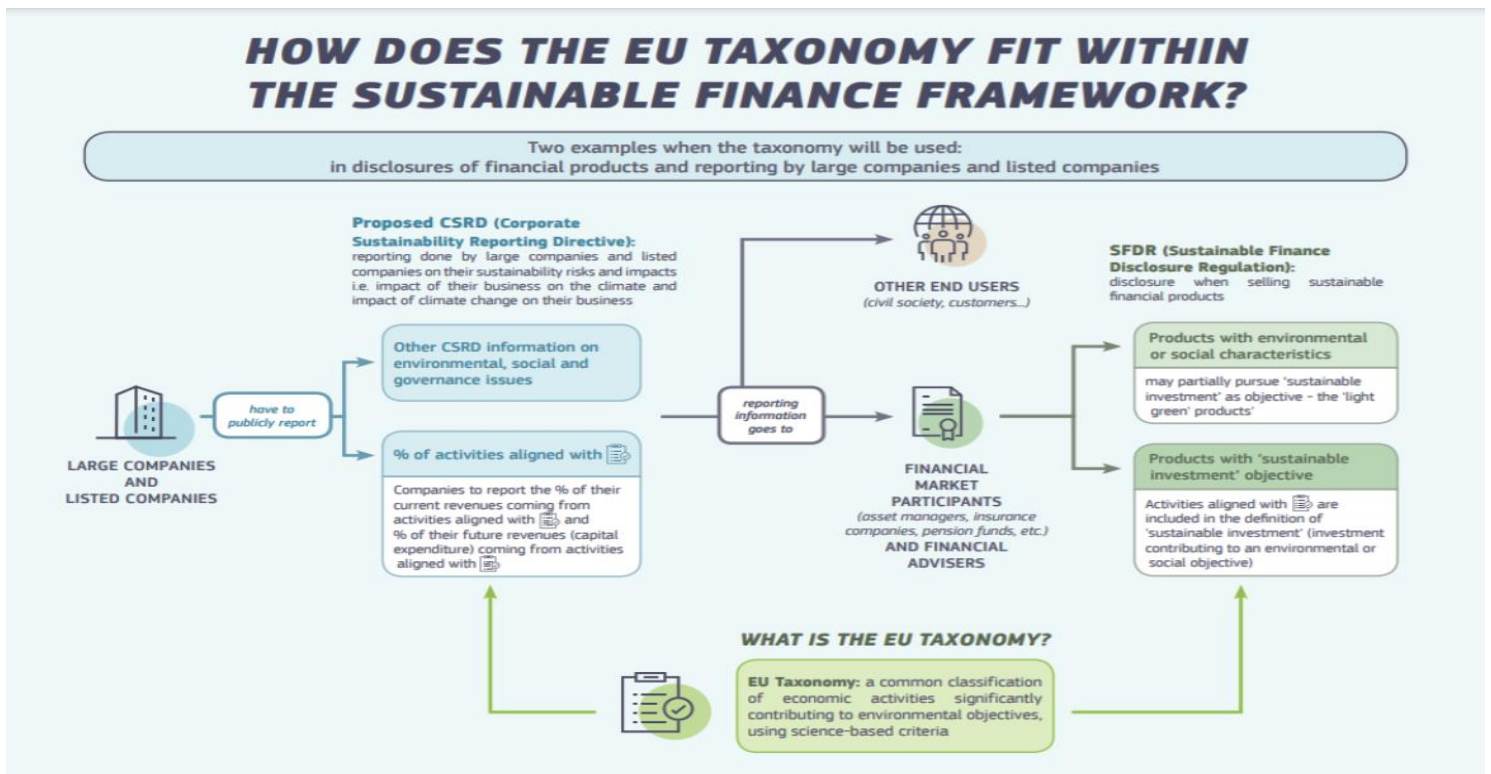 HOW DOES THE EU TAXONOMY FIT WITHIN
THE SUSTAINABLE FINANCE FRAMEWORK?
Two examples when the taxonomy will be used:
in disclosures of financial products and reporting by large companies and listed companies
Proposed CSRD (Corporate
Sustainability Reporting Directive):
reporting done by large companies and listed
companies on their sustainability risks and impacts
i.e. impact of their business on the climate and
impact of climate change on their business
LARGE COMPANIES
AND
LISTED COMPANIES
have to
publicly report
Other CSRD information on
environmental, social and
governance issues
% of activities aligned with
Companies to report the % of their
current revenues coming from
activities aligned with and
% of their future revenues (capital
expenditure) coming from activities
aligned with
reporting
information
goes to
OTHER END USERS
(civil society, customers...)
FINANCIAL
MARKET
PARTICIPANTS
(asset managers, insurance
companies, pension funds, etc.)
AND FINANCIAL
ADVISERS
SFDR (Sustainable Finance
Disclosure Regulation):
disclosure when selling sustainable
financial products
Products with environmental
or social characteristics
may partially pursue 'sustainable
investment' as objective - the 'light
green' products'
Products with 'sustainable
investment' objective
Activities aligned with are
included in the definition of
'sustainable investment' (investment
contributing to an environmental or
social objective)
WHAT IS THE EU TAXONOMY?
EU Taxonomy: a common classification
of economic activities significantly
contributing to environmental objectives,
using science-based criteria